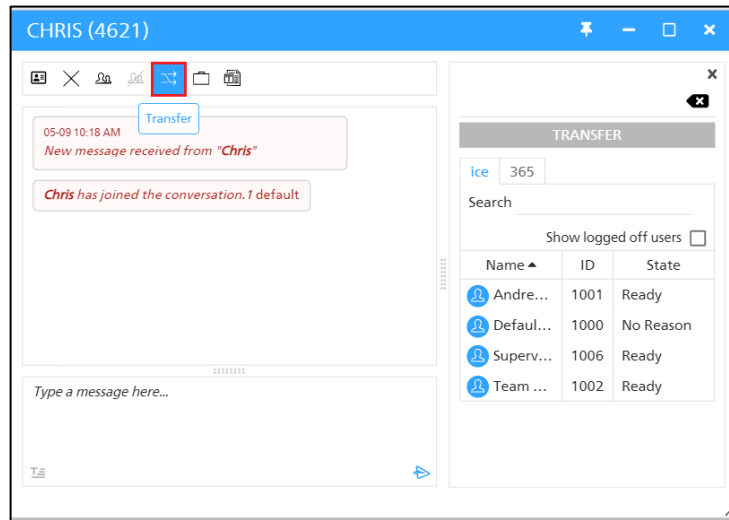 CHRIS (4621)
Transfer
05-09 10:18 AM
New message received from "Chris"
Chris has joined the conversation.1 default
Type a message here...
TRANSFER
ice 365
Search
Show logged off users
Name ID State
Andre... 1001 Ready
Defaul... 1000 No Reason
Superv... 1006 Ready
Team ... 1002 Ready